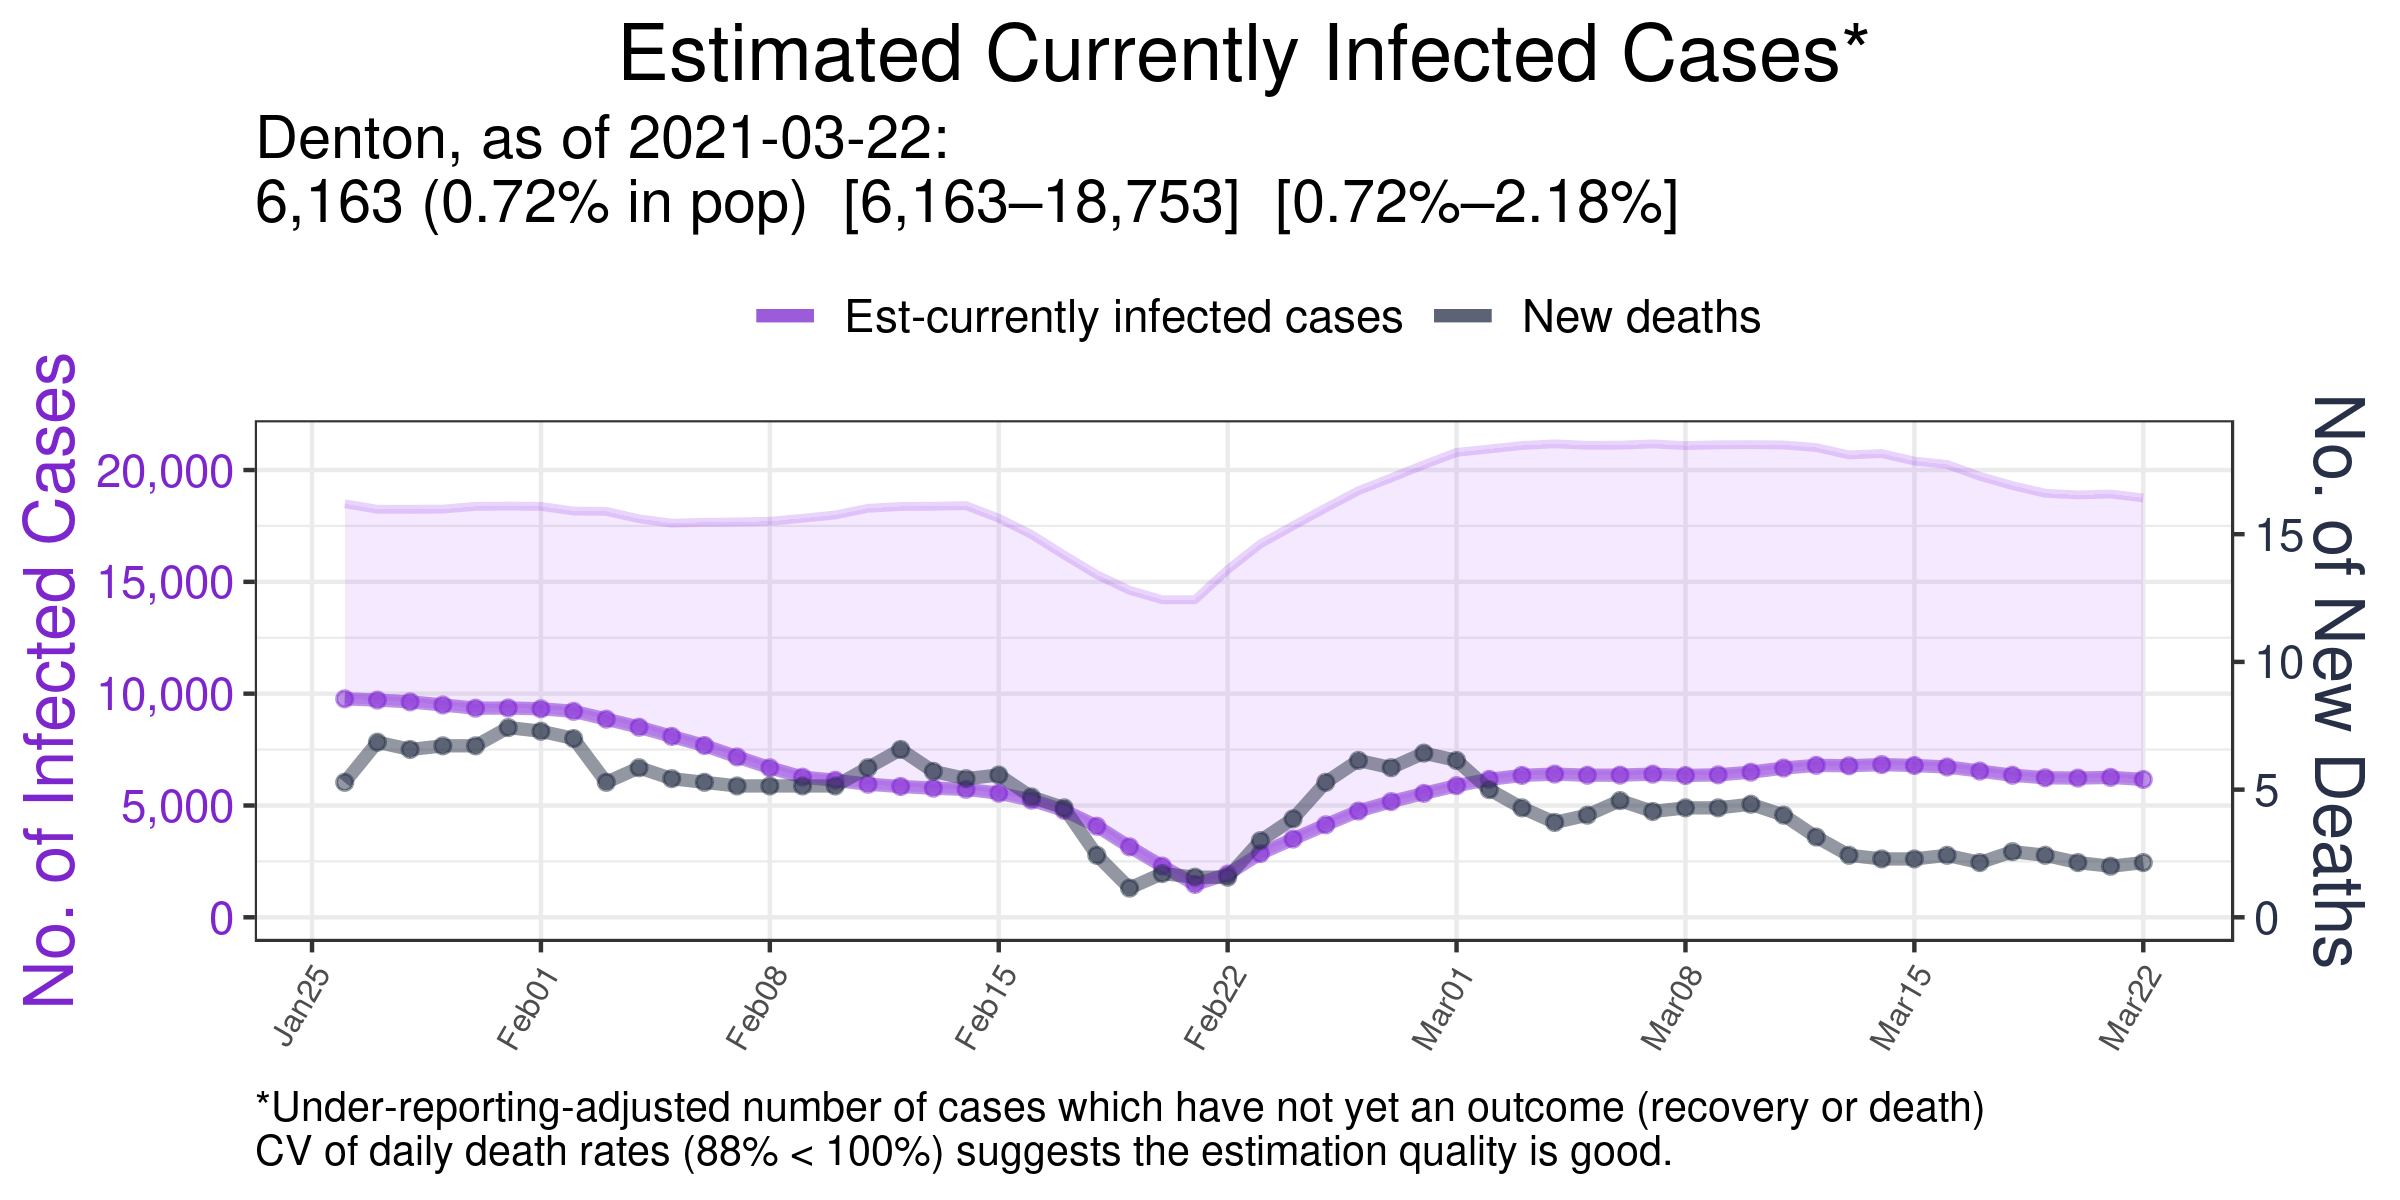 Estimated Currently Infected Cases*
Denton, as of 2021-03-22:
6,163 (0.72% in pop)  [6,163–18,753]  [0.72%–2.18%]
Est-currently infected cases
New deaths
No. of Infected Cases
20,000
15,000
10,000
5,000
0
No. of New Deaths
15
10
5
0
Jan25
Feb01
Feb08
Feb15
Feb22
Mar01
Mar08
Mar15
Mar22
*Under-reporting-adjusted number of cases which have not yet an outcome (recovery or death)
CV of daily death rates (88% < 100%) suggests the estimation quality is good.